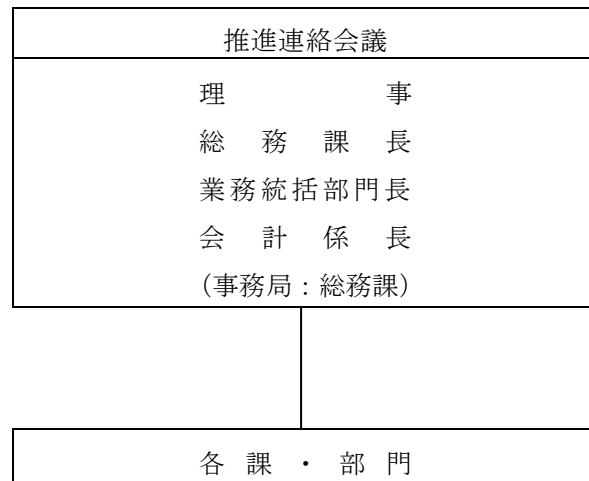 推進連絡会議
理事
総務課長
業務統括部門長
会計係長
(事務局：総務課)
各課・部門